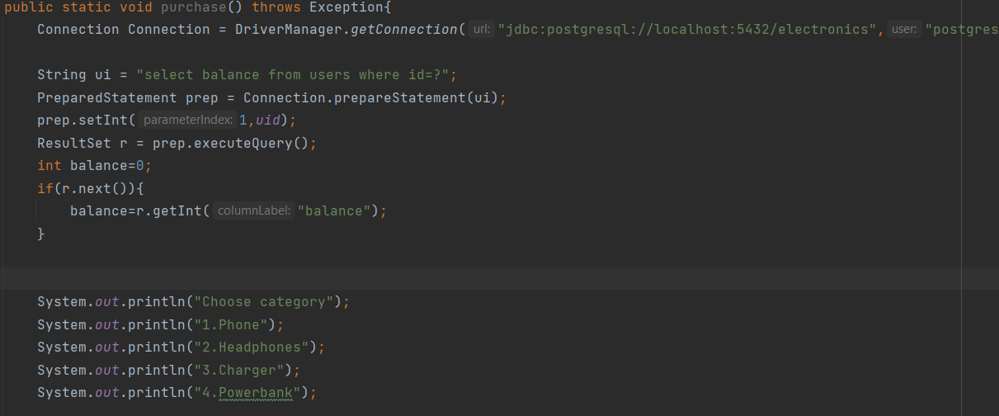 public static void purchase() throws Exception{
Connection Connection = DriverManager.getConnection( url: "jdbc:postgresql://localhost:5432/electronics", user: "postgres
String ui = "select balance from users where id=?";
PreparedStatement prep = Connection.prepareStatement(ui);
prep.setInt( parameterIndex: 1,uid);
ResultSet r = prep.executeQuery();
int balance=0;
if(r.next()){
balance=r.getInt( columnLabel: "balance");
}
System.out.println("Choose category");
System.out.println("1.Phone");
System.out.println("2.Headphones");
System.out.println("3.Charger");
System.out.println("4.Powerbank");